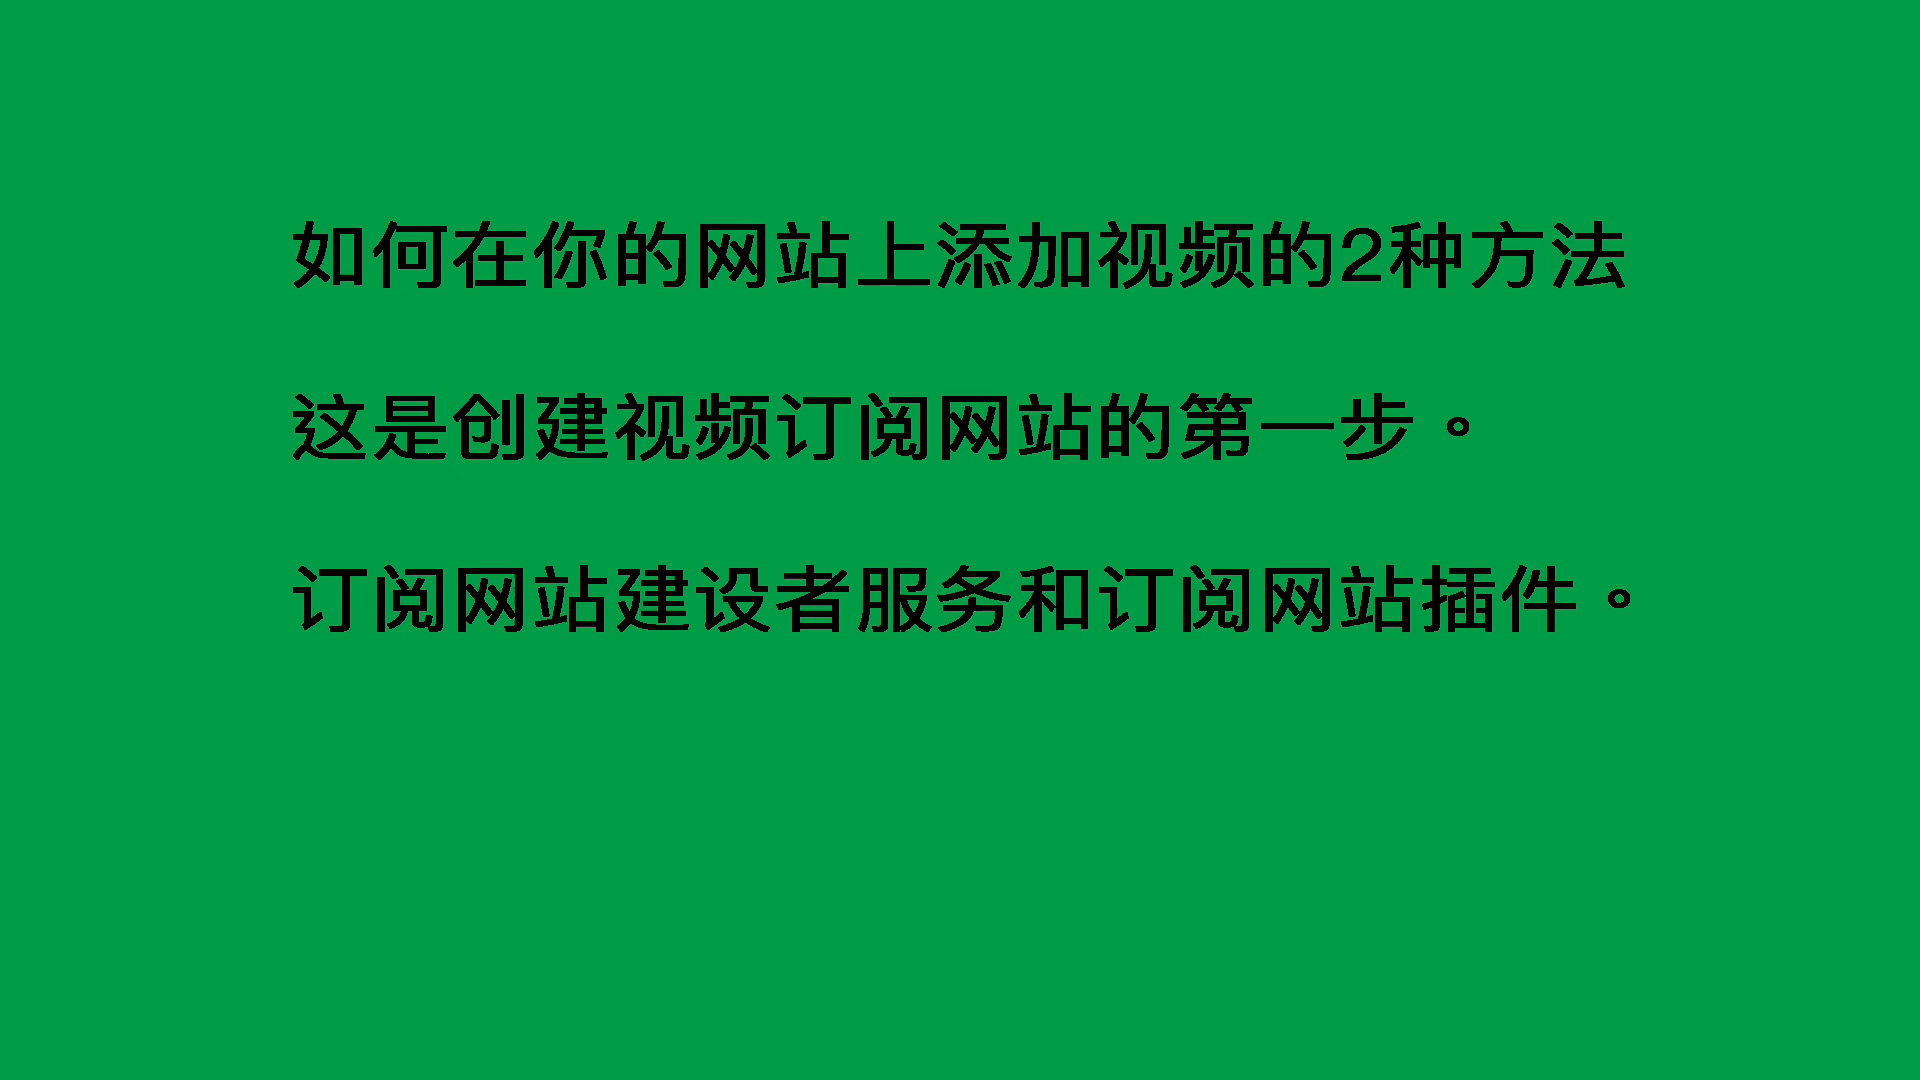 如何在你的网站上添加视频的2种方法
这是创建视频订阅网站的第一步。
订阅网站建设者服务和订阅网站插件。